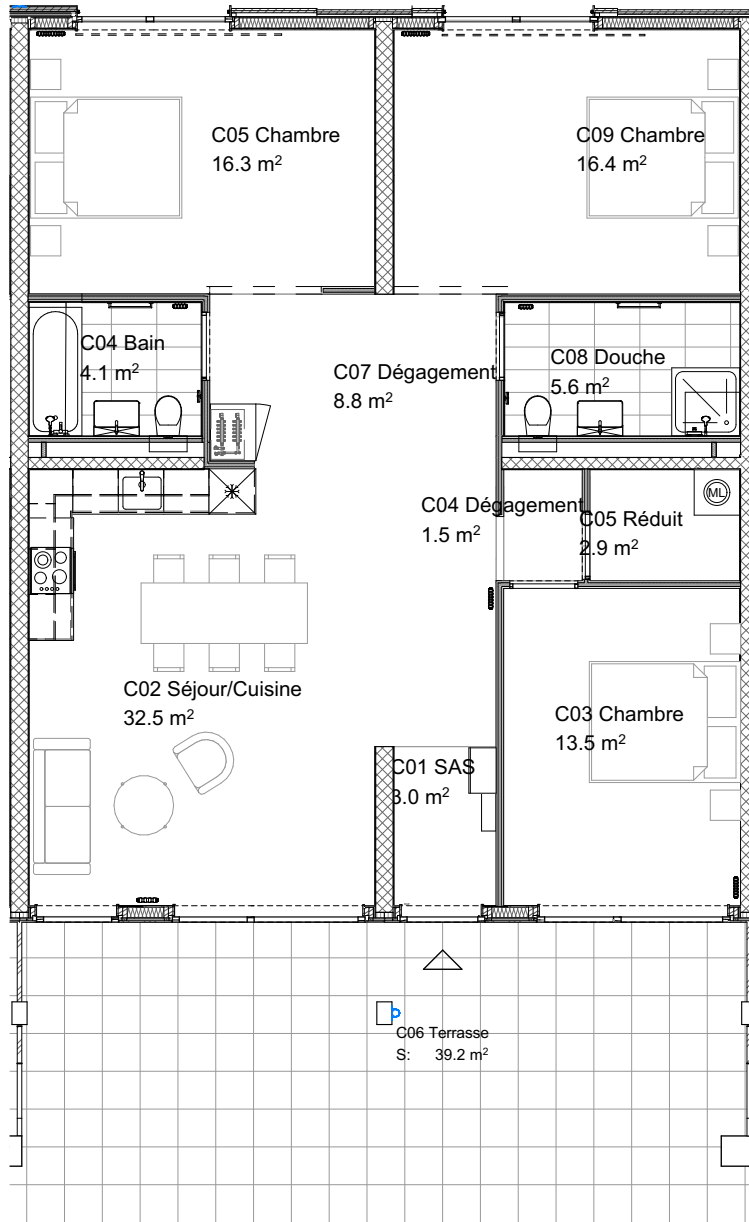 C05 Chambre
16.3 m²
C09 Chambre
16.4 m²
C04 Bain
4.1 m²
C07 Dégagement
8.8 m²
C08 Douche
5.6 m²
C04 Dégagement
1.5 m²
ML
C05 Réduit
2.9 m²
C02 Séjour/Cuisine
32.5 m²
C03 Chambre
13.5 m²
C01 SAS
3.0 m²
C06 Terrasse
S: 39.2 m²